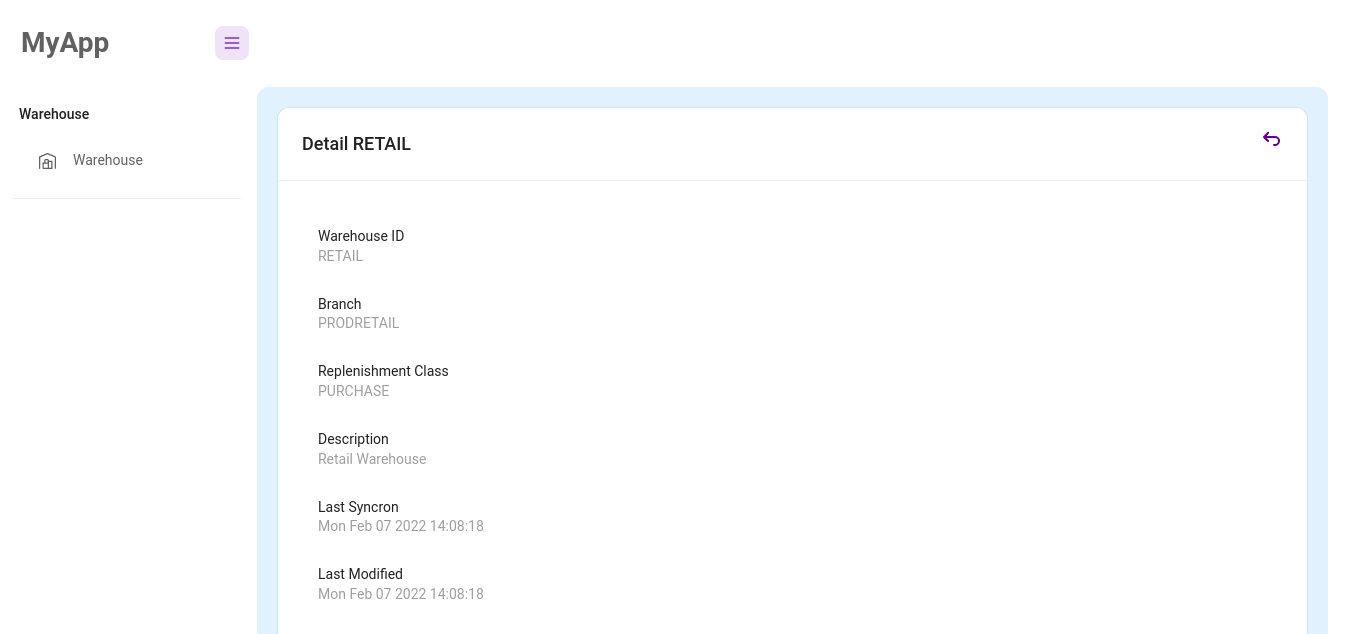 MyApp
Warehouse
Warehouse
Detail RETAIL
Warehouse ID
RETAIL
Branch
PRODRETAIL
Replenishment Class
PURCHASE
Description
Retail Warehouse
Last Syncron
Mon Feb 07 2022 14:08:18
Last Modified
Mon Feb 07 2022 14:08:18